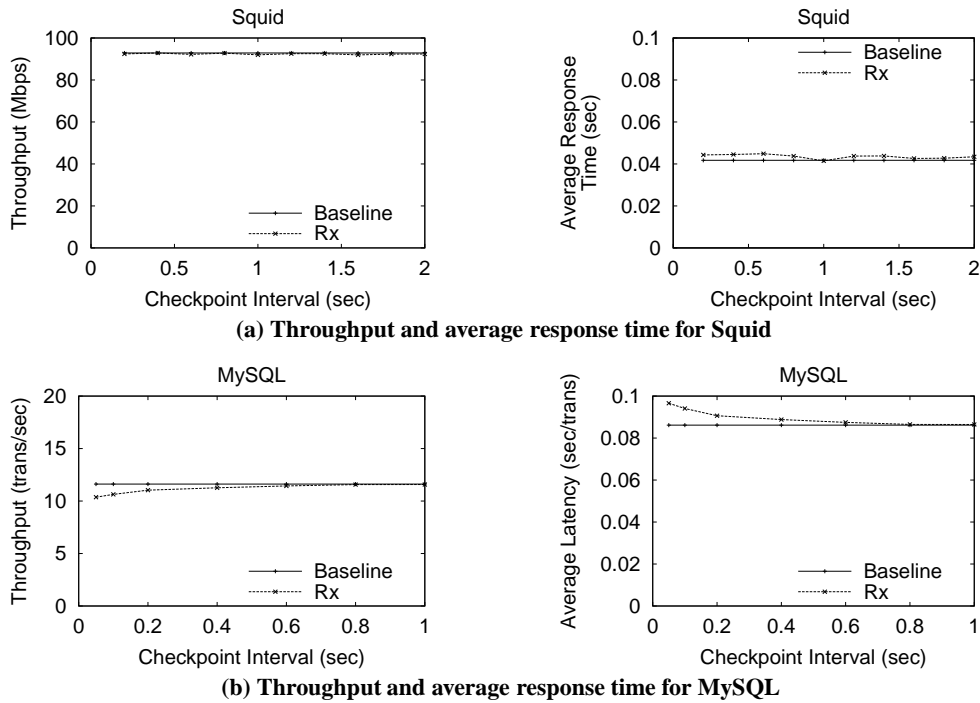 Squid
Throughput (Mbps)
100
80
60
40
20
0
Baseline
Rx
0 0.5 1 1.5 2
Checkpoint Interval (sec)
Squid
Average Response
Time (sec)
0.1
0.08
0.06
0.04
0.02
0
Baseline
Rx
0 0.5 1 1.5 2
Checkpoint Interval (sec)
(a) Throughput and average response time for Squid
MySQL
Throughput (trans/sec)
20
15
10
5
0
Baseline
Rx
0 0.2 0.4 0.6 0.8 1
Checkpoint Interval (sec)
MySQL
Average Latency (sec/trans)
0.1
0.08
0.06
0.04
0.02
0
Baseline
Rx
0 0.2 0.4 0.6 0.8 1
Checkpoint Interval (sec)
(b) Throughput and average response time for MySQL